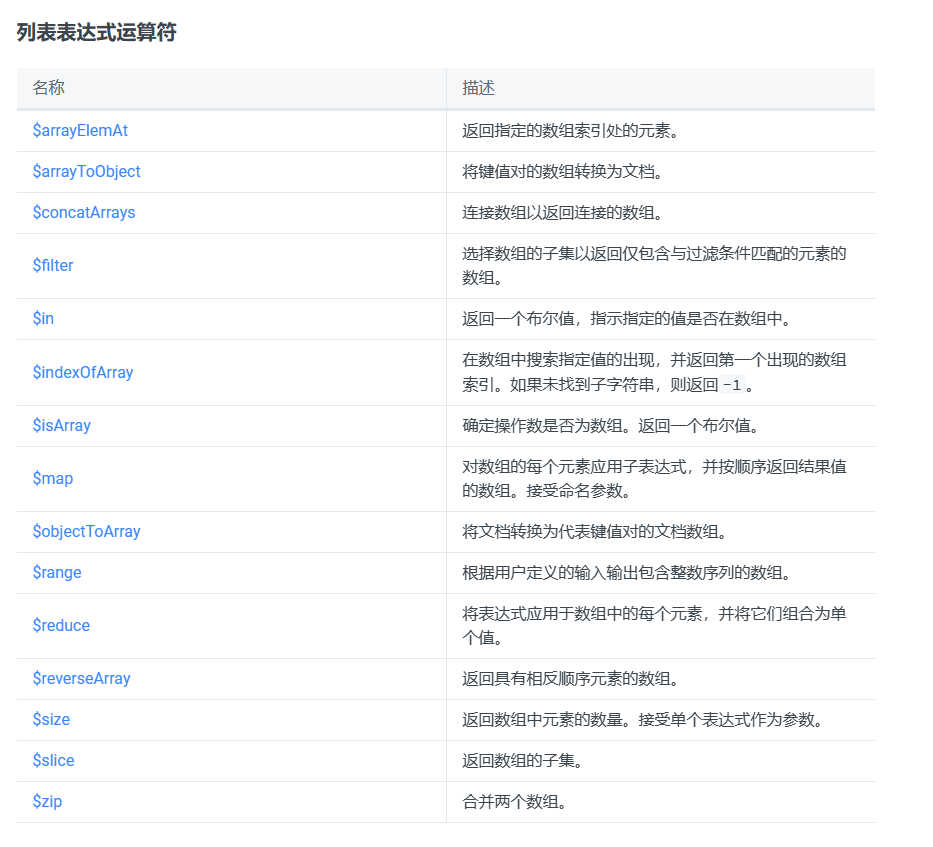 列表表达式运算符
名称 描述
$arrayElemAt 返回指定的数组索引处的元素。
$arrayToObject 将键值对的数组转换为文档。
$concatArrays 连接数组以返回连接的数组。
$filter 选择数组的子集以返回仅包含与过滤条件匹配的元素的
数组。
$in 返回一个布尔值，指示指定的值是否在数组中。
$indexOfArray 在数组中搜索指定值的出现，并返回第一个出现的数组
索引。如果未找到子字符串，则返回 -1 。
$isArray 确定操作数是否为数组。返回一个布尔值。
$map 对数组的每个元素应用子表达式，并按顺序返回结果值
的数组。接受命名参数。
$objectToArray 将文档转换为代表键值对的文档数组。
$range 根据用户定义的输入输出包含整数序列的数组。
$reduce 将表达式应用于数组中的每个元素，并将它们组合为单
个值。
$reverseArray 返回具有相反顺序元素的数组。
$size 返回数组中元素的数量。接受单个表达式作为参数。
$slice 返回数组的子集。
$zip 合并两个数组。